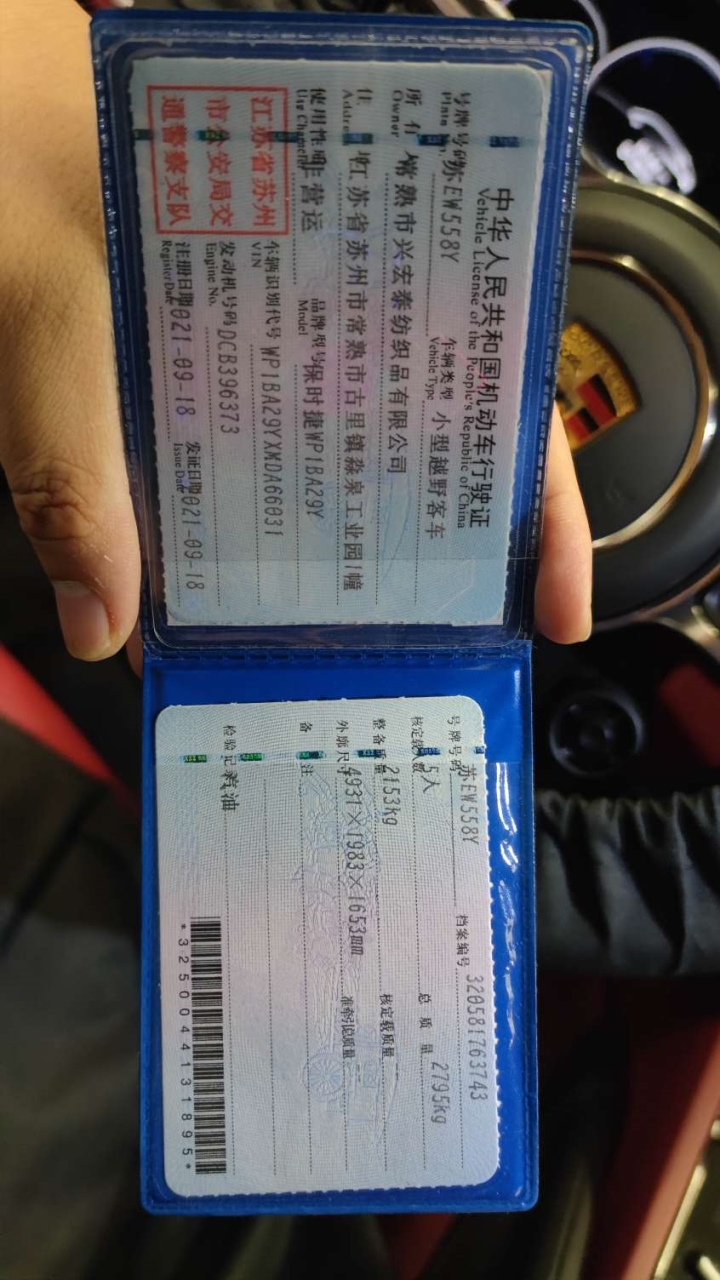 中华人民共和国机动车行驶证
Vehicle License of the People's Republic of China
号牌号码 苏EW558Y 车辆类型 小型越野客车
Plate No. Vehicle Type
所有人 常熟市兴宏泰纺织品有限公司
Owner
住址 江苏省苏州市常熟市古里镇淼泉工业园1幢
Address
使用性质 非营运 品牌型号 保时捷WP1BA29Y
Use Character Model
江苏省苏州
市公安局交
通警察支队
车辆识别代号 WP1BA29YXMDA66031
VIN
发动机号码 DCB396373
Engine No.
注册日期 2021-09-18 发证日期 2021-09-18
Register Date Issue Date
号牌号码 苏EW558Y 档案编号 320581763743
核定载人数 5人 总质量 2795kg
整备质量 2153kg 核定载质量
外廓尺寸 4931×1983×1653mm 准牵引总质量
备注
检验记录 汽油
*3250044131895*